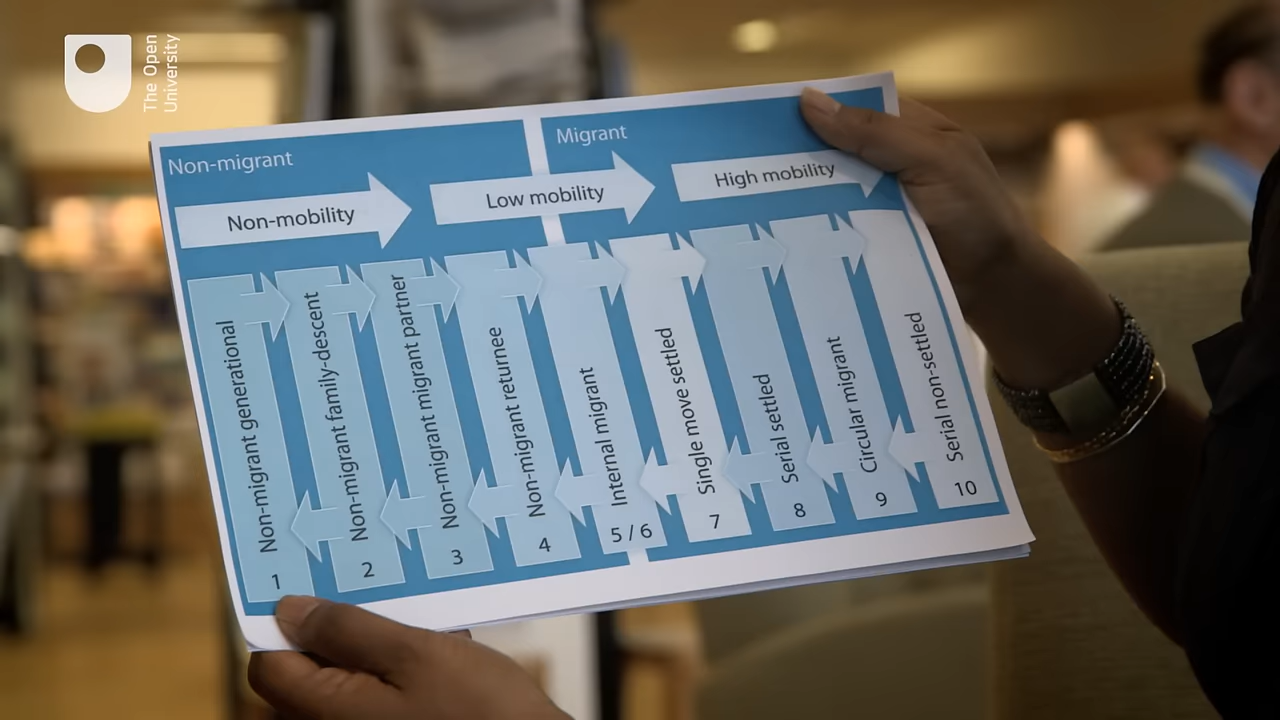 The Open
University
Non-migrant
Migrant
Non-mobility
Low mobility
High mobility
Non-migrant generational
1
Non-migrant family-descent
2
Non-migrant migrant partner
3
Non-migrant returnee
4
Internal migrant
5 / 6
Single move settled
7
Serial settled
8
Circular migrant
9
Serial non-settled
10